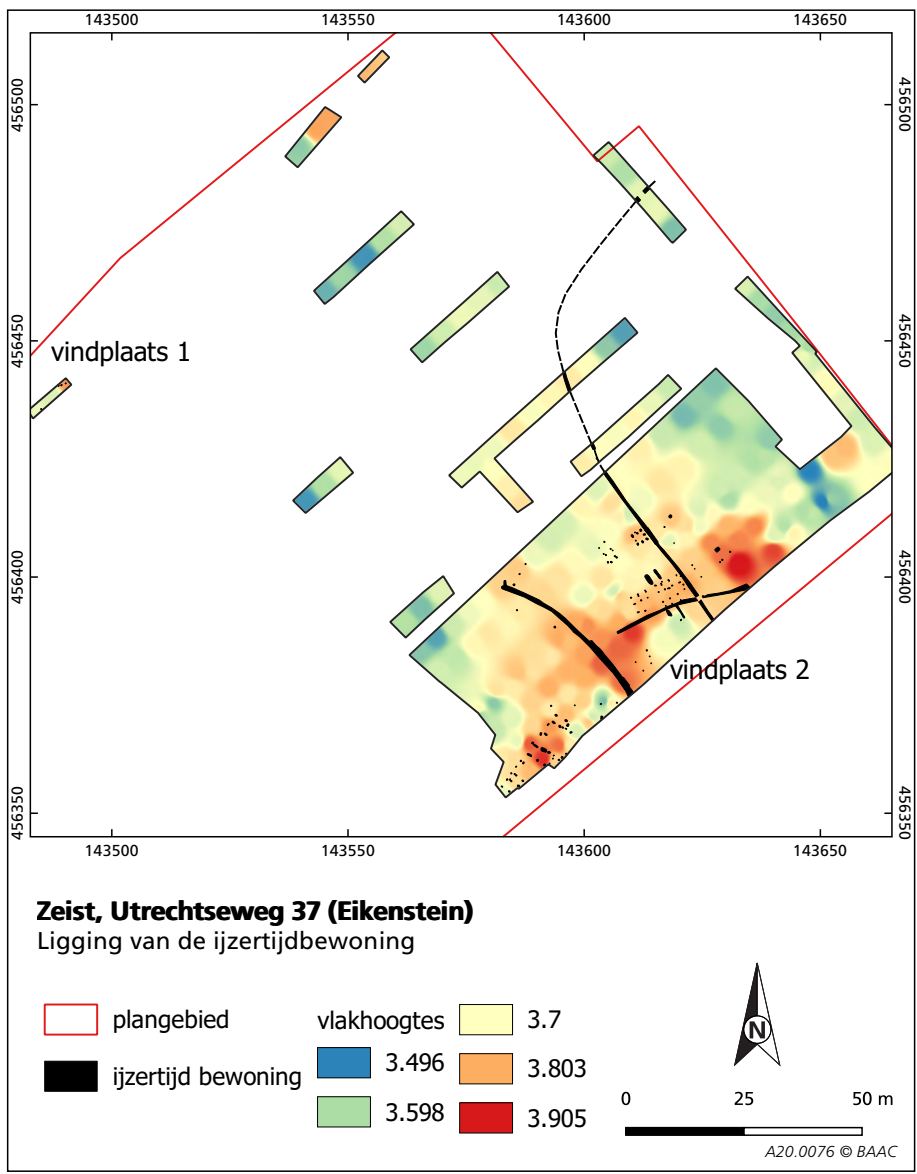 143500 143550 143600 143650
456500 456500
456450 456450
vindplaats 1
456400 456400
vindplaats 2
456350 456350
143500 143550 143600 143650
Zeist, Utrechtseweg 37 (Eikenstein)
Ligging van de ijzertijdbewoning
plangebied
ijzertijd bewoning
vlakhoogtes
3.496
3.598
3.7
3.803
3.905
N
0 25 50 m
A20.0076 © BAAC